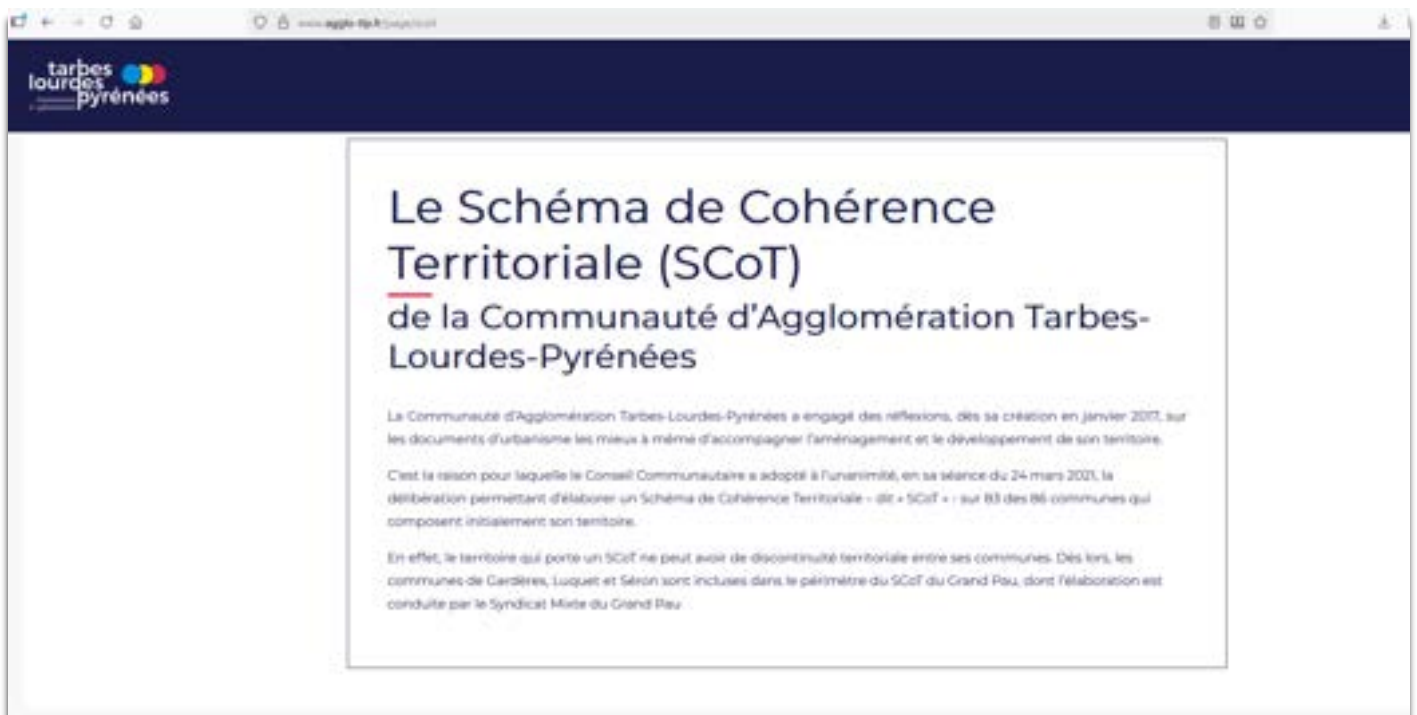 www.agglo-tlp.fr/page/scot
tarbes
lourdes
pyrénées
Le Schéma de Cohérence
Territoriale (SCoT)
de la Communauté d'Agglomération Tarbes-
Lourdes-Pyrénées
La Communauté d'Agglomération Tarbes-Lourdes-Pyrénées a engagé des réflexions, dès sa création en janvier 2017, sur
les documents d'urbanisme les mieux à même d'accompagner l'aménagement et le développement de son territoire.
C'est la raison pour laquelle le Conseil Communautaire a adopté à l'unanimité, en sa séance du 24 mars 2021, la
délibération permettant d'élaborer un Schéma de Cohérence Territoriale - dit « SCoT » - sur 83 des 86 communes qui
composent initialement son territoire.
En effet, le territoire qui porte un SCoT ne peut avoir de discontinuité territoriale entre ses communes. Dès lors, les
communes de Gardères, Luquet et Séron sont incluses dans le périmètre du SCoT du Grand Pau, dont l'élaboration est
conduite par le Syndicat Mixte du Grand Pau